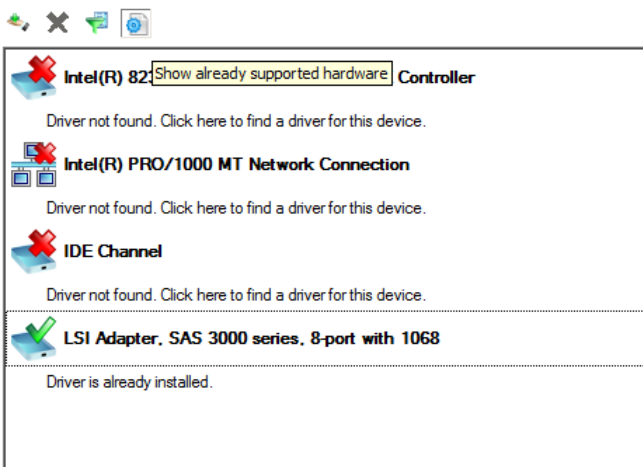 Intel(R) 82 Show already supported hardware Controller
Driver not found. Click here to find a driver for this device.
Intel(R) PRO/1000 MT Network Connection
Driver not found. Click here to find a driver for this device.
IDE Channel
Driver not found. Click here to find a driver for this device.
LSI Adapter, SAS 3000 series, 8-port with 1068
Driver is already installed.